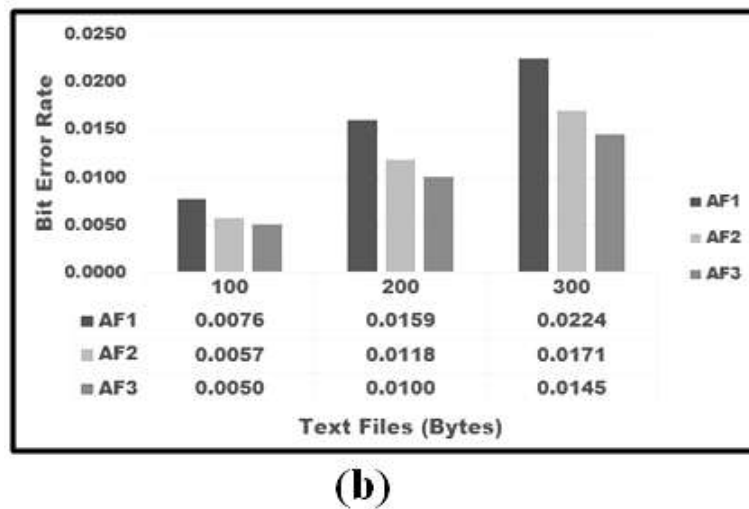 0.0250
0.0200
0.0150
0.0100
0.0050
0.0000
Bit Error Rate
100 200 300
AF1 0.0076 0.0159 0.0224
AF2 0.0057 0.0118 0.0171
AF3 0.0050 0.0100 0.0145
Text Files (Bytes)
AF1
AF2
AF3
(b)